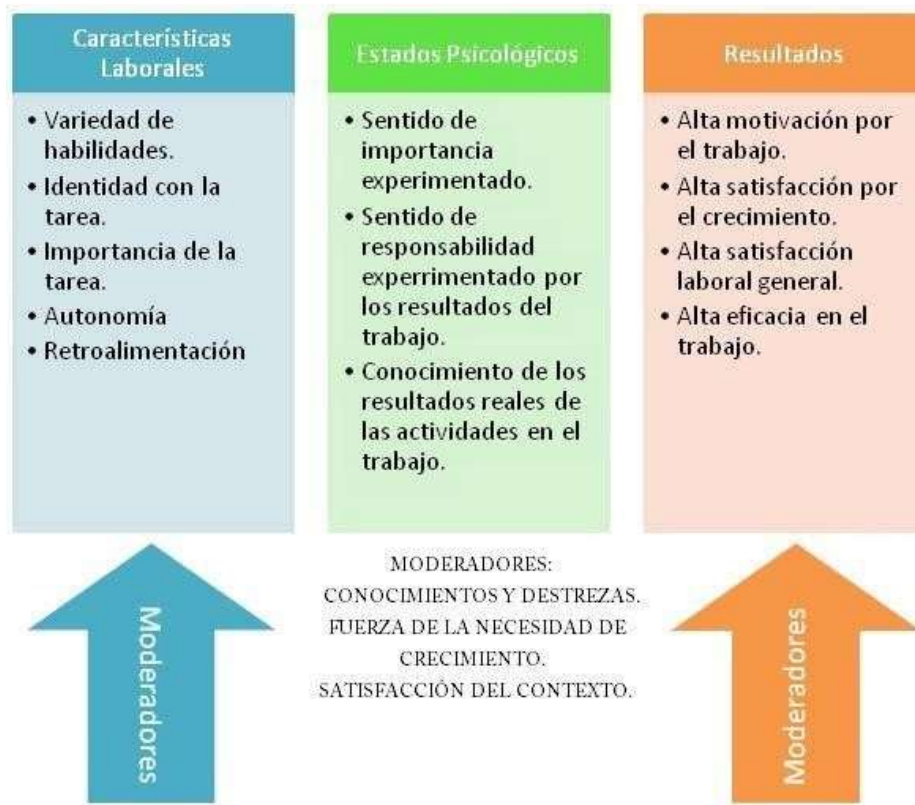 Características
Laborales
• Variedad de
habilidades.
• Identidad con la
tarea.
• Importancia de la
tarea.
• Autonomía
• Retroalimentación
Estados Psicológicos
• Sentido de
importancia
experimentado.
• Sentido de
responsabilidad
experrimentado por
los resultados del
trabajo.
• Conocimiento de los
resultados reales de
las actividades en el
trabajo.
Resultados
• Alta motivación por
el trabajo.
• Alta satisfacción por
el crecimiento.
• Alta satisfacción
laboral general.
• Alta eficacia en el
trabajo.
Moderadores
MODERADORES:
CONOCIMIENTOS Y DESTREZAS.
FUERZA DE LA NECESIDAD DE
CRECIMIENTO.
SATISFACCIÓN DEL CONTEXTO.
Moderadores